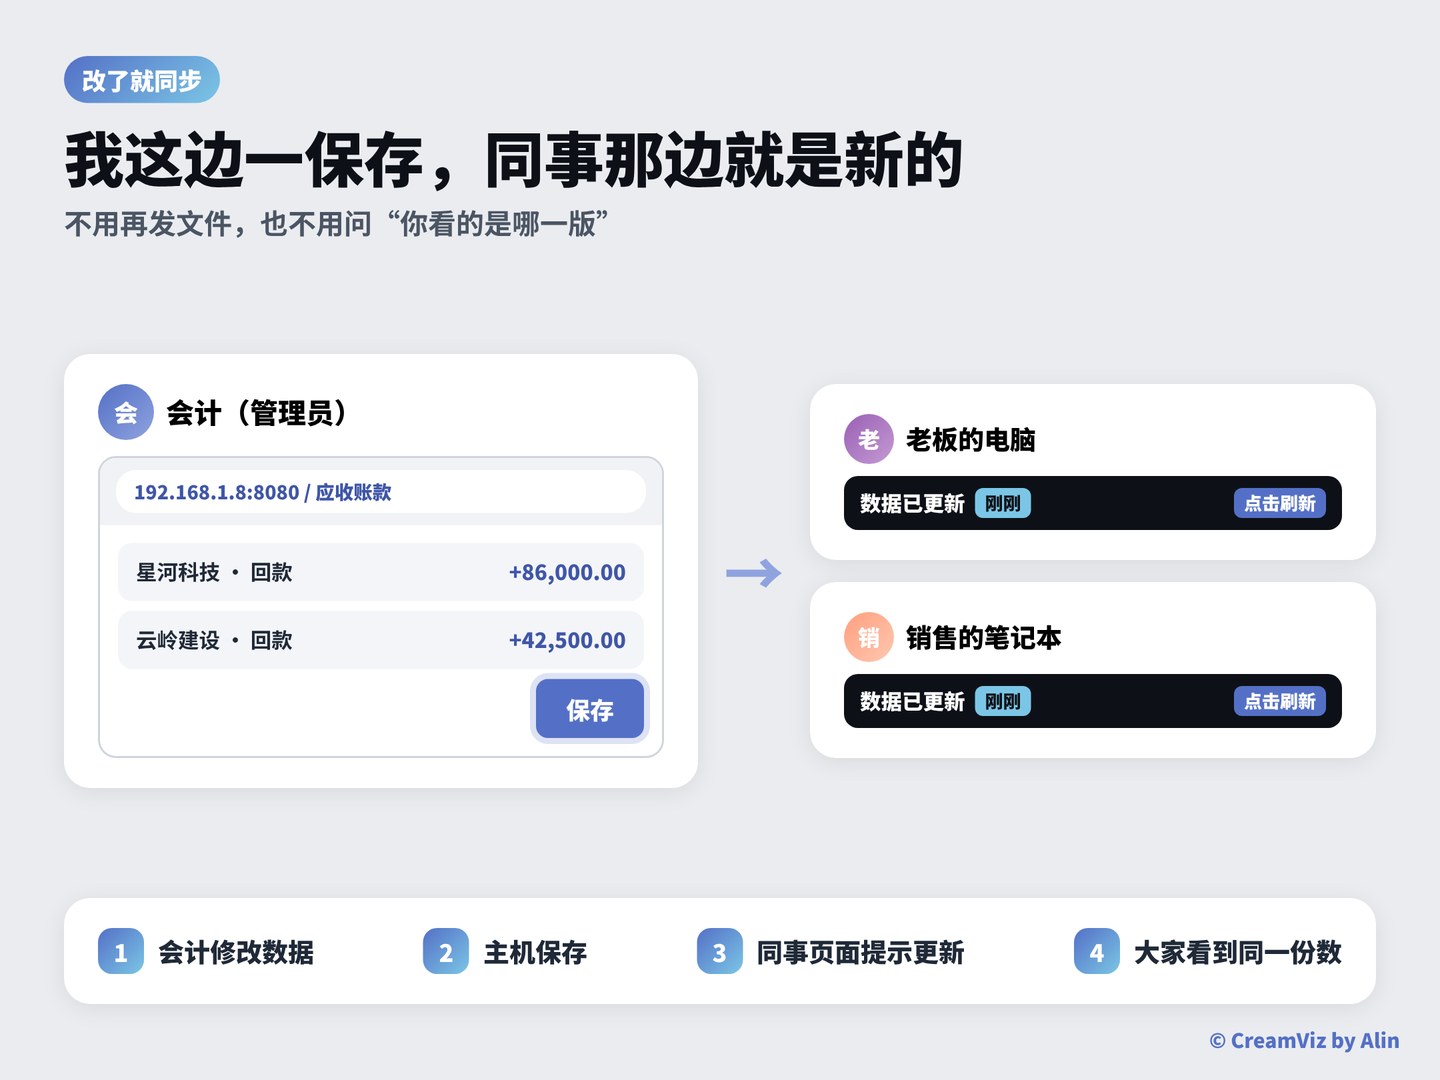 改了就同步
我这边一保存，同事那边就是新的
不用再发文件，也不用问“你看的是哪一版”
会 会计（管理员）
192.168.1.8:8080 / 应收账款
星河科技 · 回款 +86,000.00
云岭建设 · 回款 +42,500.00
保存
老 老板的电脑
数据已更新 刚刚 点击刷新
销 销售的笔记本
数据已更新 刚刚 点击刷新
1 会计修改数据 2 主机保存 3 同事页面提示更新 4 大家看到同一份数
© CreamViz by Alin